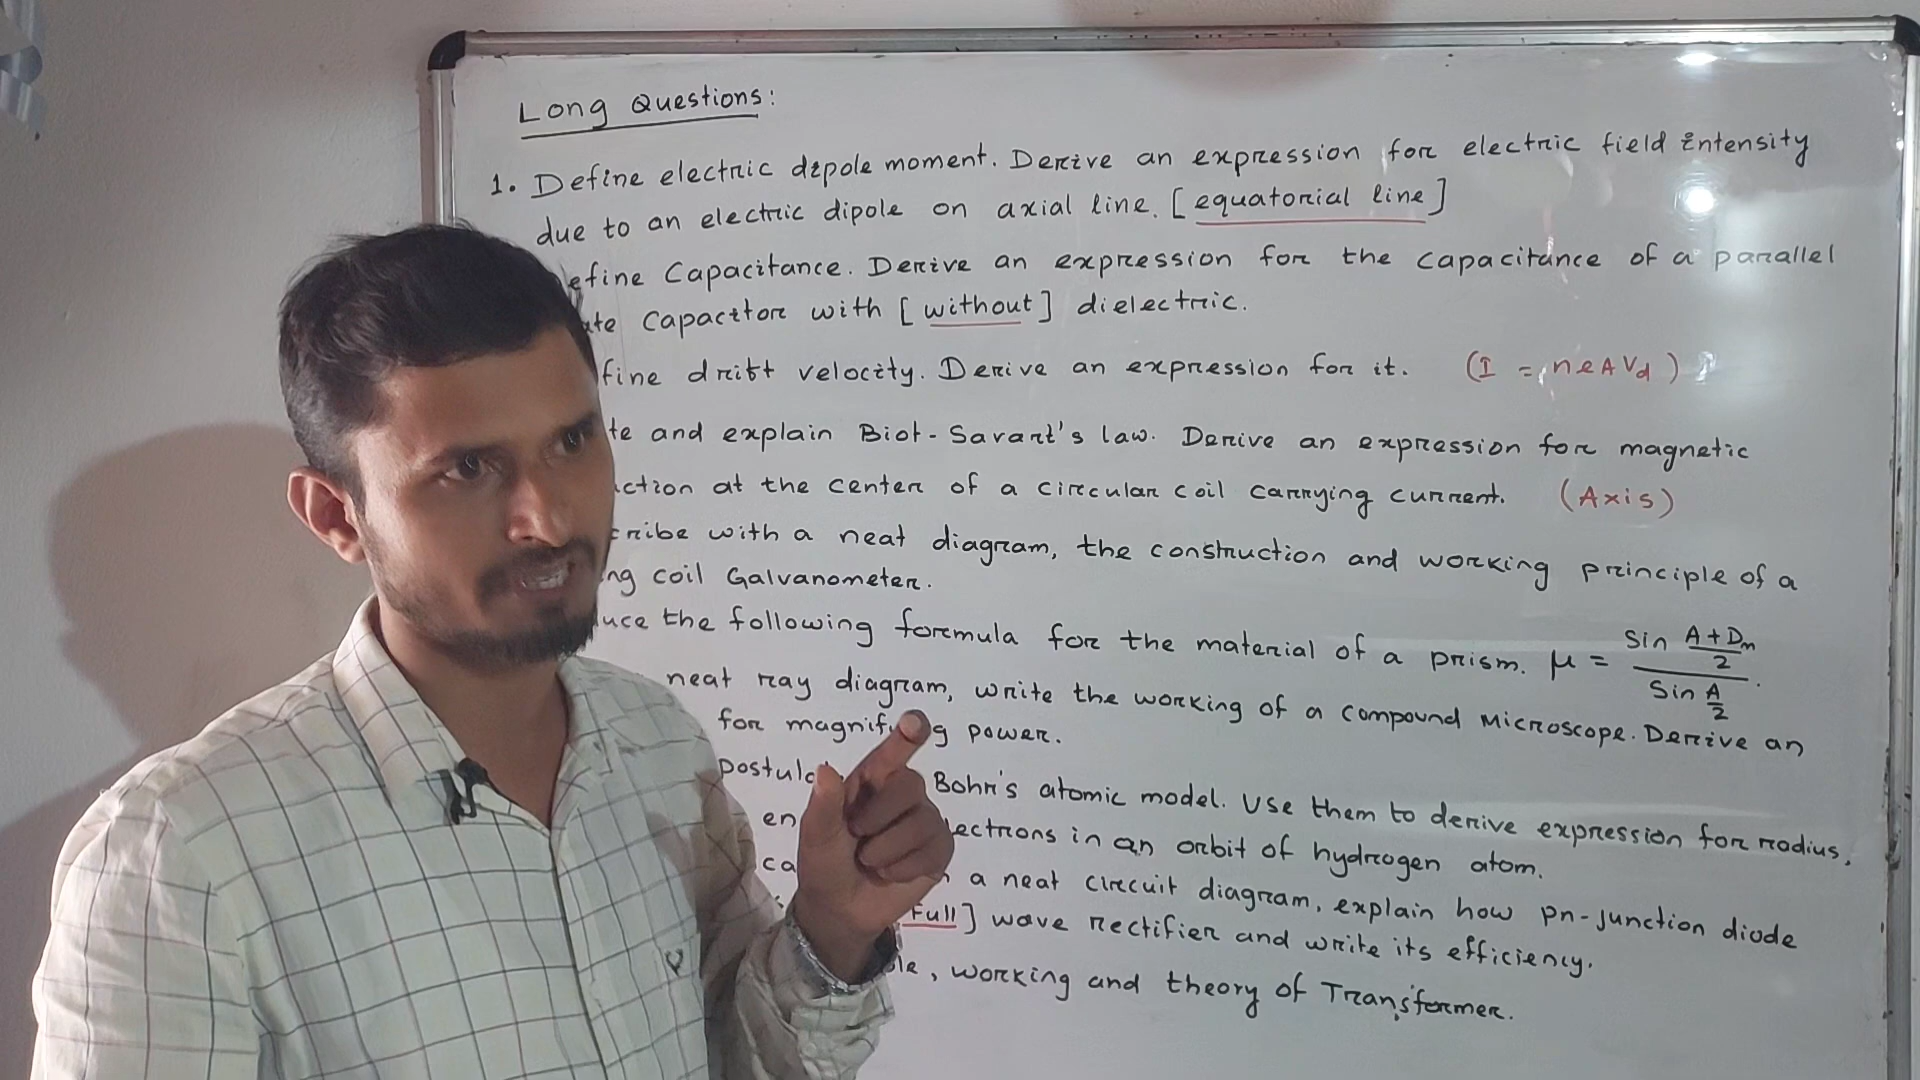 Long Questions:
1. Define electric dipole moment. Derive an expression for electric field intensity
due to an electric dipole on axial line. [equatorial line]
efine Capacitance. Derive an expression for the capacitance of a parallel
ate Capacitor with [without] dielectric.
fine drift velocity. Derive an expression for it. (I = neAVd)
te and explain Biot-Savart's law. Derive an expression for magnetic
ction at the center of a circular coil carrying current. (Axis)
cribe with a neat diagram, the construction and working principle of a
ng coil Galvanometer.
uce the following formula for the material of a prism. μ = Sin A+Dm/2 / Sin A/2.
neat ray diagram, write the working of a compound Microscope. Derive an
for magnifying power.
Bohr's atomic model. Use them to derive expression for radius,
en lectrons in an orbit of hydrogen atom.
ca a neat circuit diagram, explain how pn-junction diode
Full] wave rectifier and write its efficiency.
le, working and theory of Transformer.